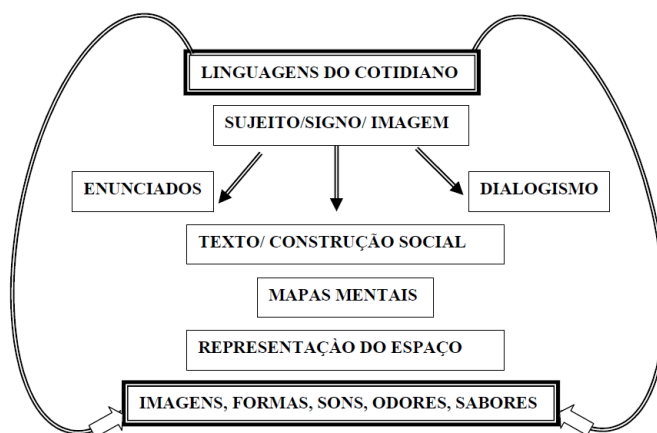 LINGUAGENS DO COTIDIANO
SUJEITO/SIGNO/ IMAGEM
ENUNCIADOS
DIALOGISMO
TEXTO/ CONSTRUÇÃO SOCIAL
MAPAS MENTAIS
REPRESENTAÇÀO DO ESPAÇO
IMAGENS, FORMAS, SONS, ODORES, SABORES